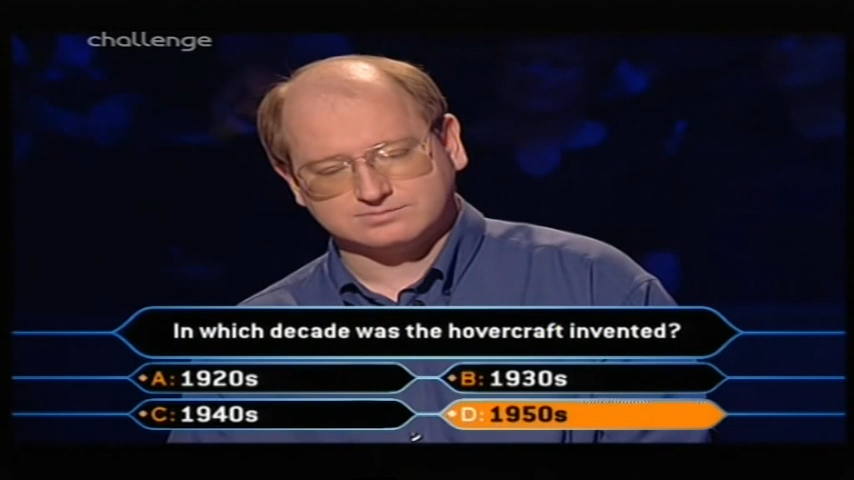 challenge
In which decade was the hovercraft invented?
A: 1920s
B: 1930s
C: 1940s
D: 1950s